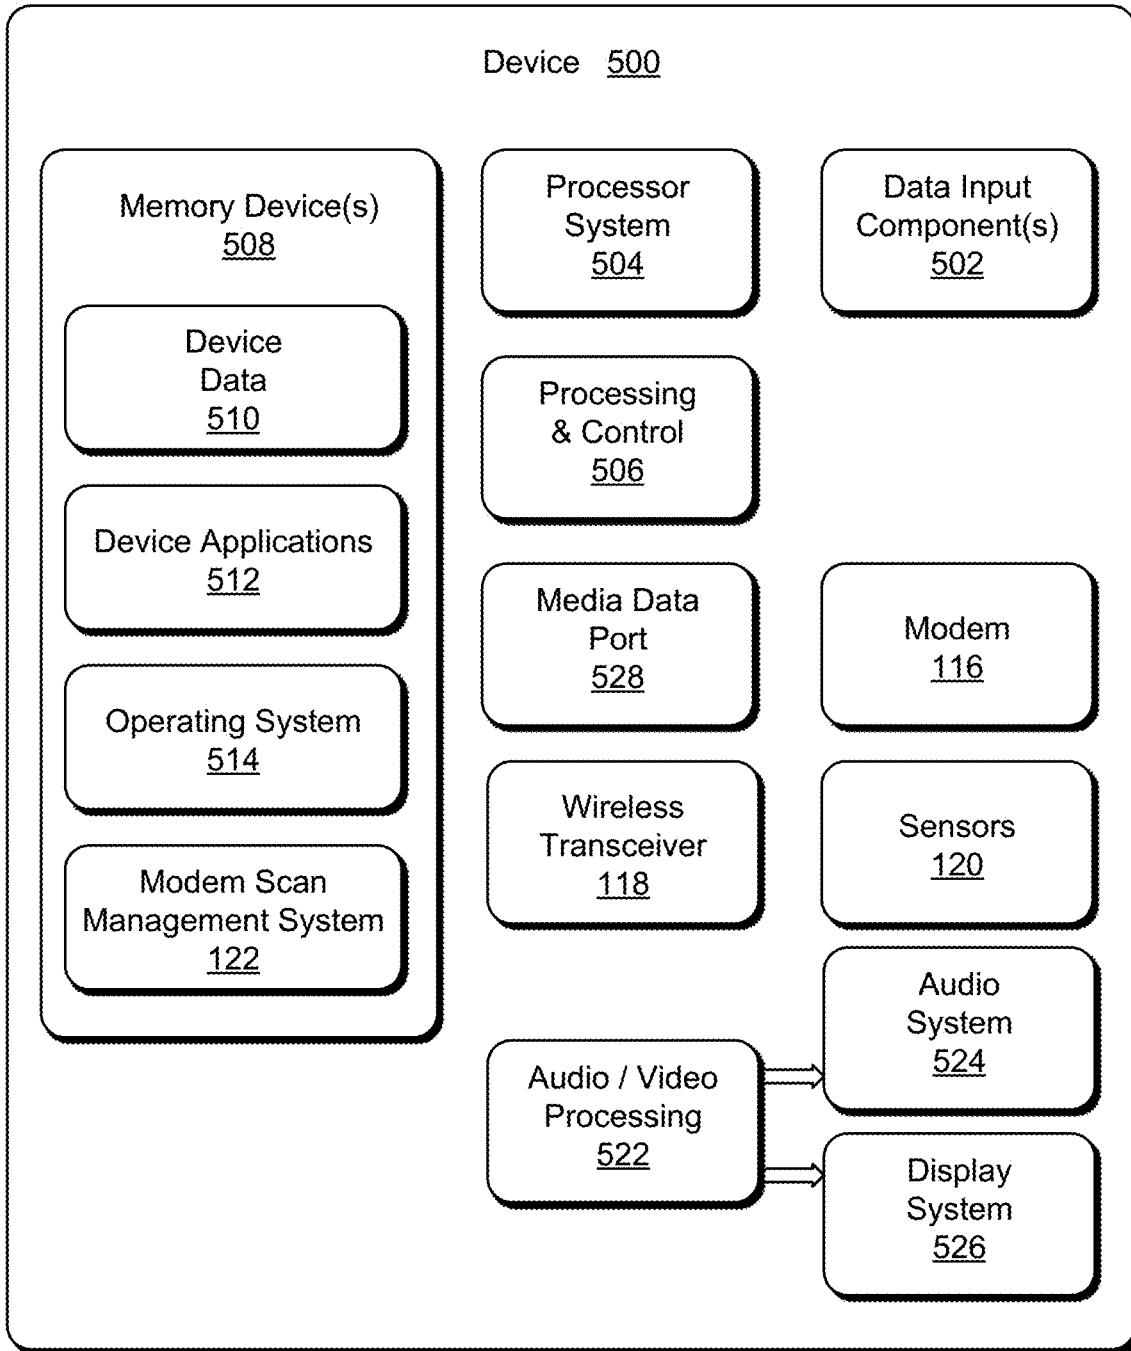 Device 500
Memory Device(s)
508
Device
Data
510
Device Applications
512
Operating System
514
Modem Scan
Management System
122
Processor
System
504
Data Input
Component(s)
502
Processing
& Control
506
Media Data
Port
528
Modem
116
Wireless
Transceiver
118
Sensors
120
Audio / Video
Processing
522
Audio
System
524
Display
System
526